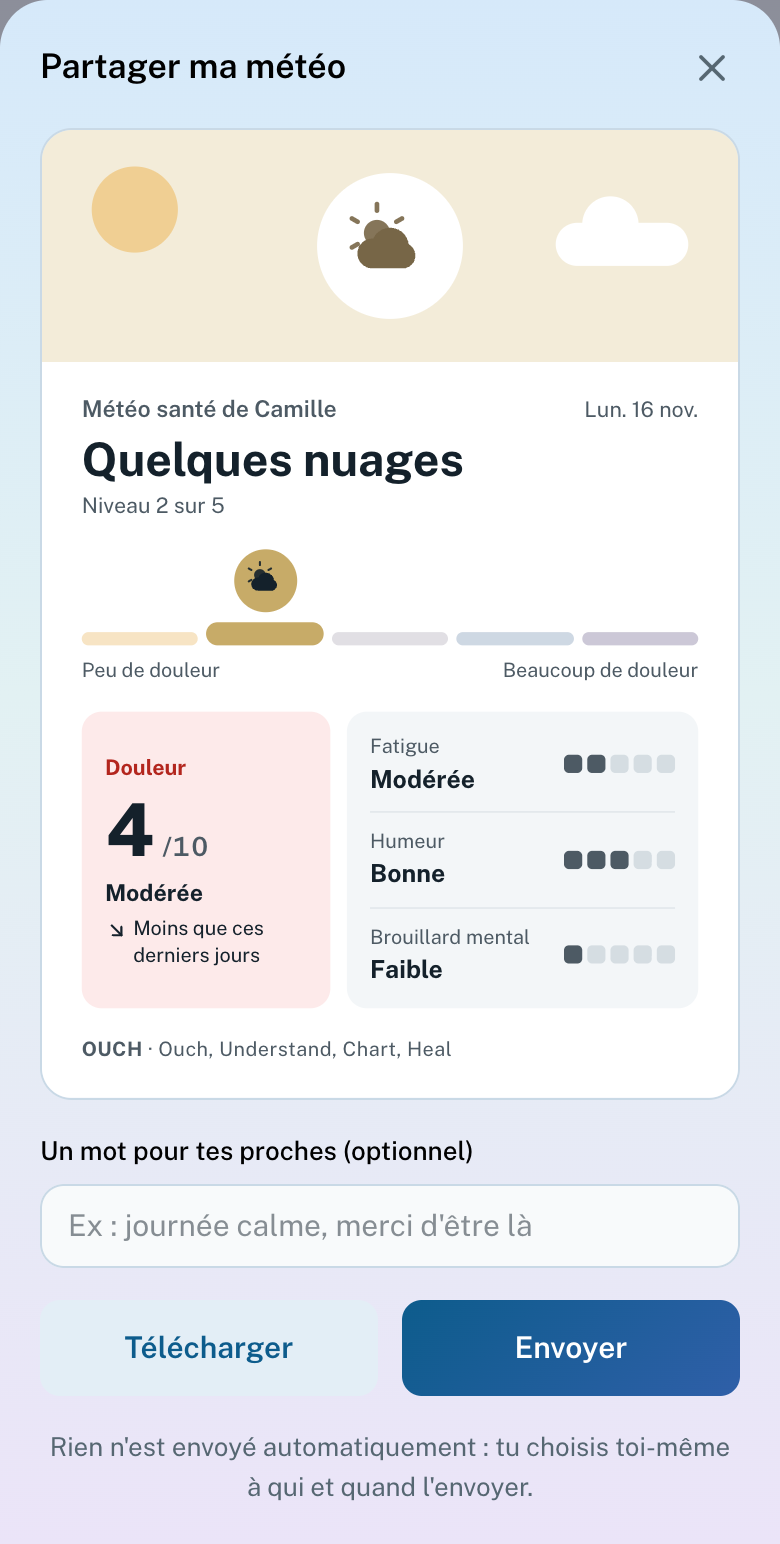 Partager ma météo
Météo santé de Camille
Lun. 16 nov.
Quelques nuages
Niveau 2 sur 5
Peu de douleur
Beaucoup de douleur
Douleur
4 /10
Modérée
Moins que ces
derniers jours
Fatigue
Modérée
Humeur
Bonne
Brouillard mental
Faible
OUCH · Ouch, Understand, Chart, Heal
Un mot pour tes proches (optionnel)
Ex : journée calme, merci d'être là
Télécharger
Envoyer
Rien n'est envoyé automatiquement : tu choisis toi-même
à qui et quand l'envoyer.